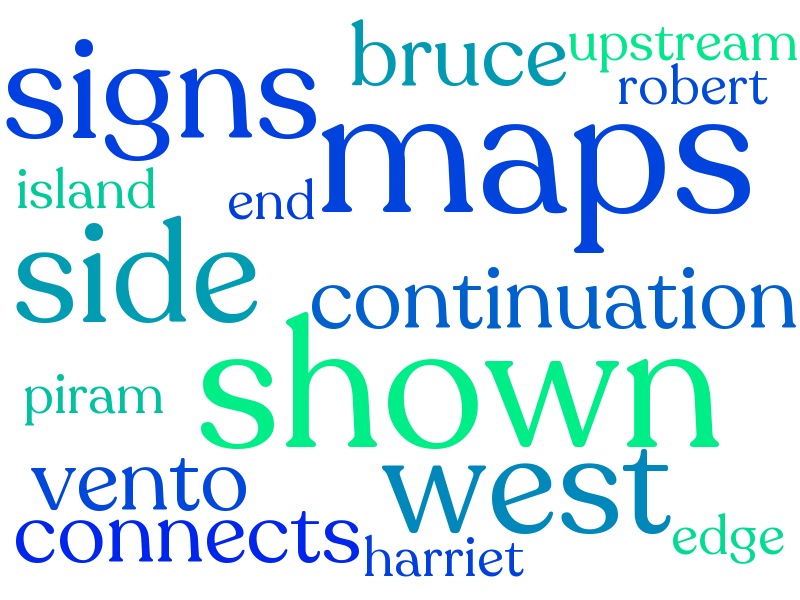 bruce upstream
signs robert
maps
island end
side
continuation
shown
piram
vento west
connects edge
harriet